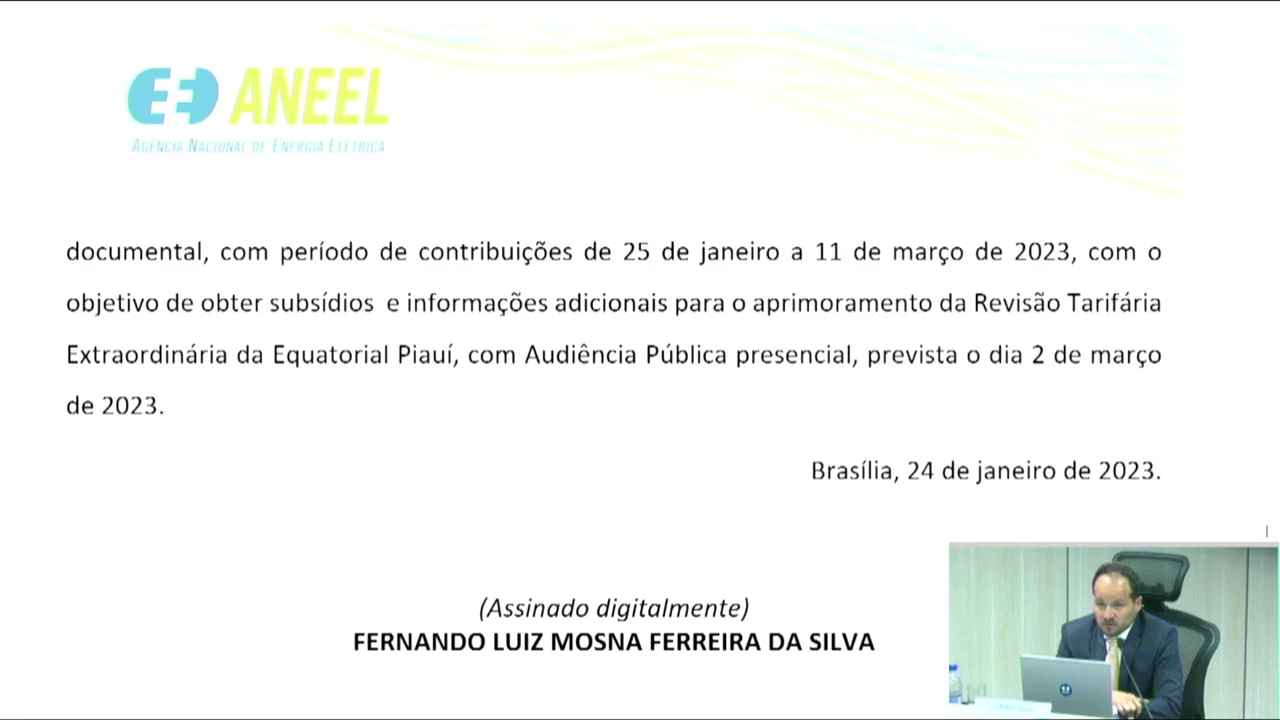 ANEEL
AGÊNCIA NACIONAL DE ENERGIA ELÉTRICA
documental, com período de contribuições de 25 de janeiro a 11 de março de 2023, com o
objetivo de obter subsídios e informações adicionais para o aprimoramento da Revisão Tarifária
Extraordinária da Equatorial Piauí, com Audiência Pública presencial, prevista o dia 2 de março
de 2023.
Brasília, 24 de janeiro de 2023.
(Assinado digitalmente)
FERNANDO LUIZ MOSNA FERREIRA DA SILVA